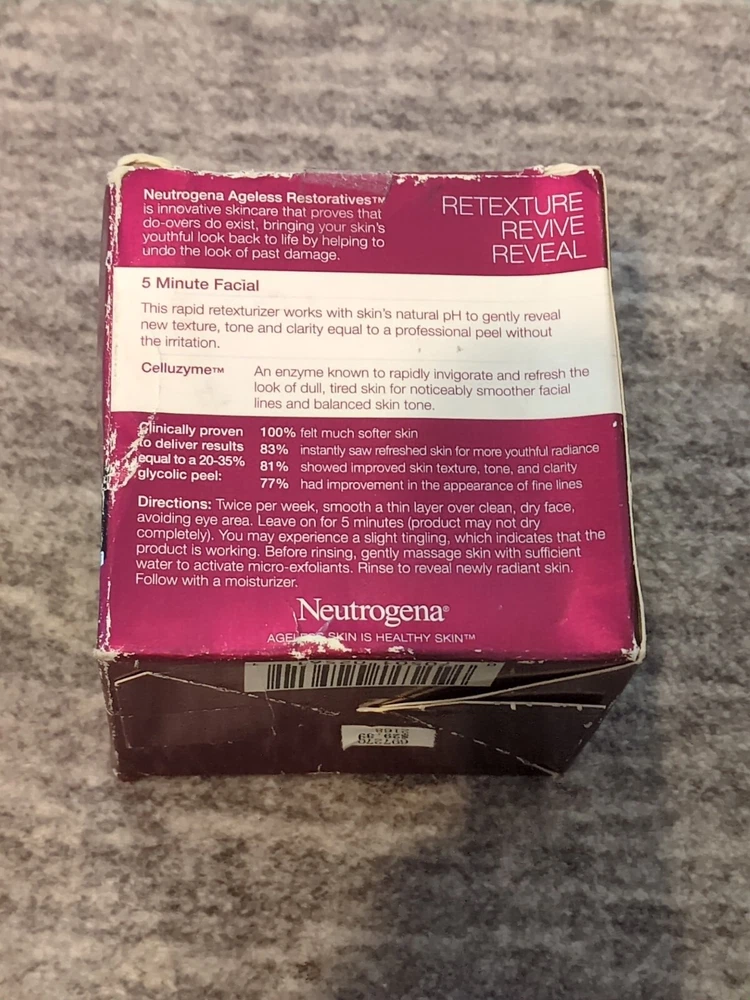 Neutrogena Ageless Restoratives™
is innovative skincare that proves that
do-overs do exist, bringing your skin's
youthful look back to life by helping to
undo the look of past damage.
RETEXTURE
REVIVE
REVEAL
5 Minute Facial
This rapid retexturizer works with skin's natural pH to gently reveal
new texture, tone and clarity equal to a professional peel without
the irritation.
Celluzyme™
An enzyme known to rapidly invigorate and refresh the
look of dull, tired skin for noticeably smoother facial
lines and balanced skin tone.
Clinically proven
to deliver results
equal to a 20-35%
glycolic peel:
100% felt much softer skin
83% instantly saw refreshed skin for more youthful radiance
81% showed improved skin texture, tone, and clarity
77% had improvement in the appearance of fine lines
Directions: Twice per week, smooth a thin layer over clean, dry face,
avoiding eye area. Leave on for 5 minutes (product may not dry
completely). You may experience a slight tingling, which indicates that the
product is working. Before rinsing, gently massage skin with sufficient
water to activate micro-exfoliants. Rinse to reveal newly radiant skin.
Follow with a moisturizer.
Neutrogena®
AGELESS SKIN IS HEALTHY SKIN™